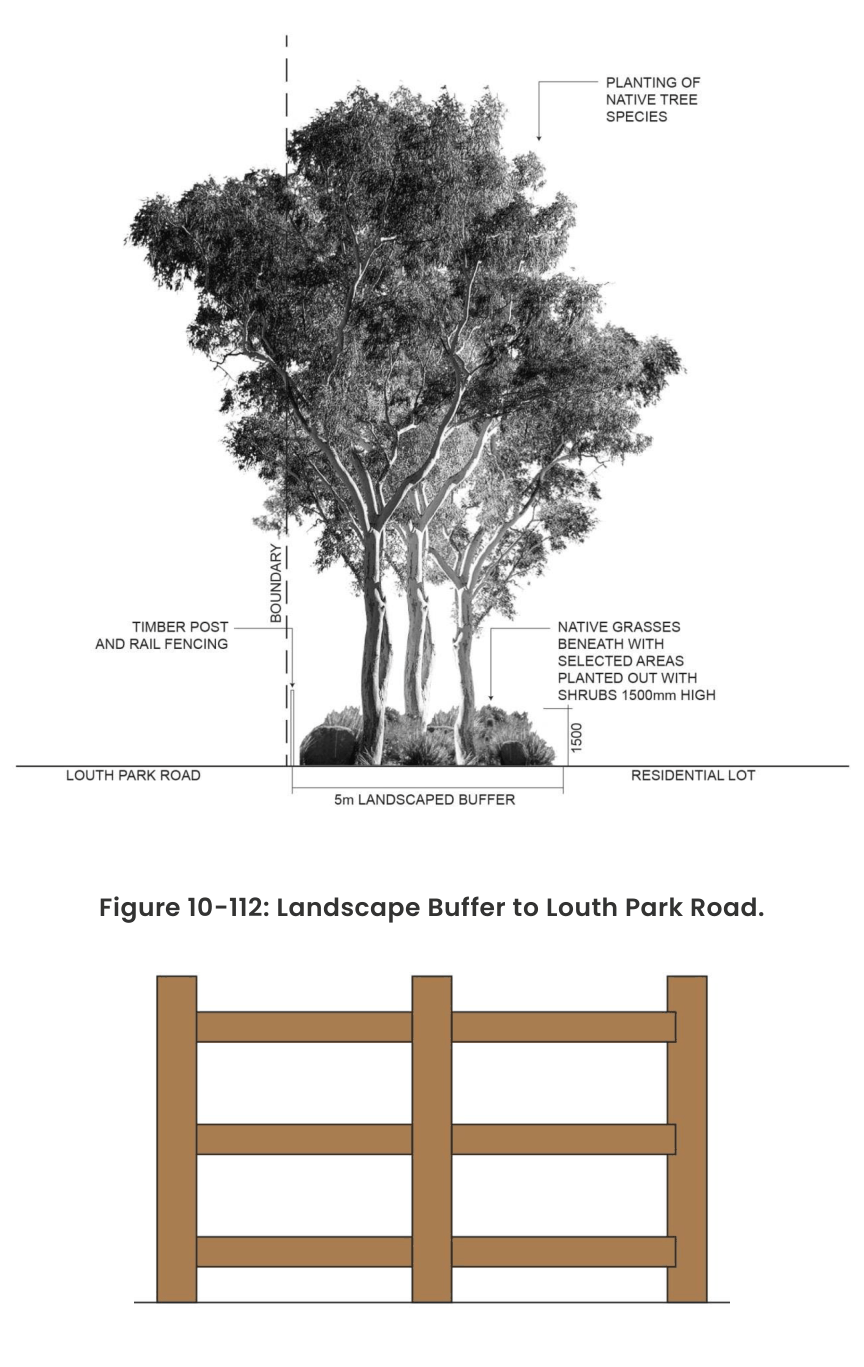 PLANTING OF
NATIVE TREE
SPECIES
BOUNDARY
TIMBER POST
AND RAIL FENCING
NATIVE GRASSES
BENEATH WITH
SELECTED AREAS
PLANTED OUT WITH
SHRUBS 1500mm HIGH
1500
LOUTH PARK ROAD
RESIDENTIAL LOT
5m LANDSCAPED BUFFER
Figure 10-112: Landscape Buffer to Louth Park Road.